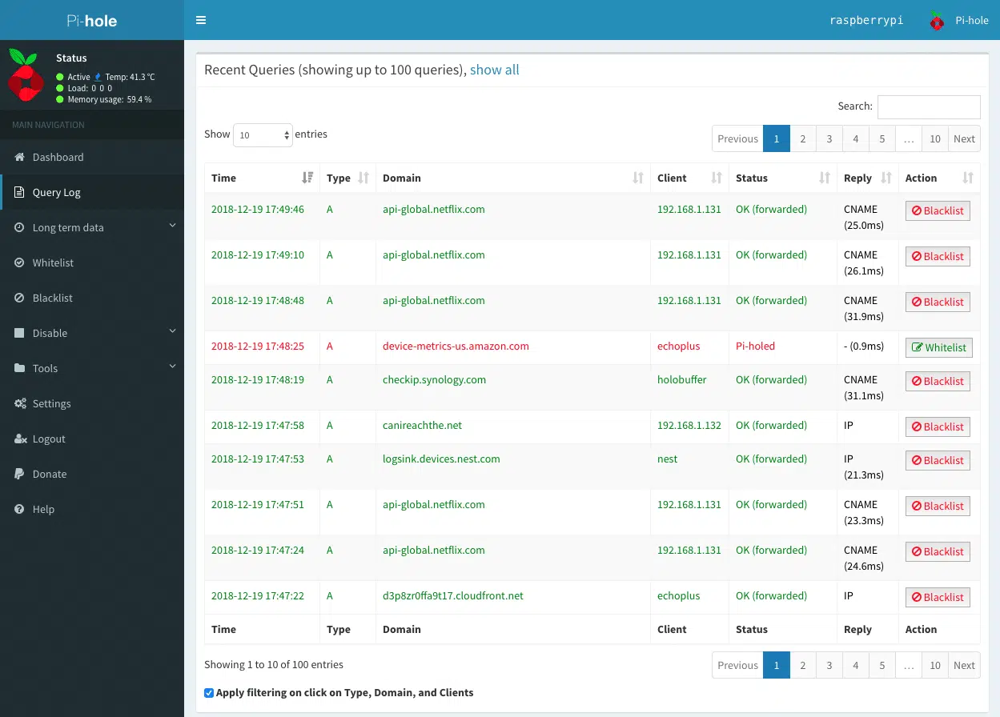 Pi-hole
raspberrypi Pi-hole
Status
Active Temp: 41.3 °C
Load: 0 0 0
Memory usage: 59.4 %
MAIN NAVIGATION
Dashboard
Query Log
Long term data
Whitelist
Blacklist
Disable
Tools
Settings
Logout
Donate
Help
Recent Queries (showing up to 100 queries), show all
Search:
Show 10 entries
Previous 1 2 3 4 5 … 10 Next
Time Type Domain Client Status Reply Action
2018-12-19 17:49:46 A api-global.netflix.com 192.168.1.131 OK (forwarded) CNAME Blacklist
(25.0ms)
2018-12-19 17:49:10 A api-global.netflix.com 192.168.1.131 OK (forwarded) CNAME Blacklist
(26.1ms)
2018-12-19 17:48:48 A api-global.netflix.com 192.168.1.131 OK (forwarded) CNAME Blacklist
(31.9ms)
2018-12-19 17:48:25 A device-metrics-us.amazon.com echoplus Pi-holed - (0.9ms) Whitelist
2018-12-19 17:48:19 A checkip.synology.com holobuffer OK (forwarded) CNAME Blacklist
(31.1ms)
2018-12-19 17:47:58 A canireachthe.net 192.168.1.132 OK (forwarded) IP Blacklist
2018-12-19 17:47:53 A logsink.devices.nest.com nest OK (forwarded) IP Blacklist
(21.3ms)
2018-12-19 17:47:51 A api-global.netflix.com 192.168.1.131 OK (forwarded) CNAME Blacklist
(23.3ms)
2018-12-19 17:47:24 A api-global.netflix.com 192.168.1.131 OK (forwarded) CNAME Blacklist
(24.6ms)
2018-12-19 17:47:22 A d3p8zr0ffa9t17.cloudfront.net echoplus OK (forwarded) IP Blacklist
Time Type Domain Client Status Reply Action
Showing 1 to 10 of 100 entries
Previous 1 2 3 4 5 … 10 Next
Apply filtering on click on Type, Domain, and Clients